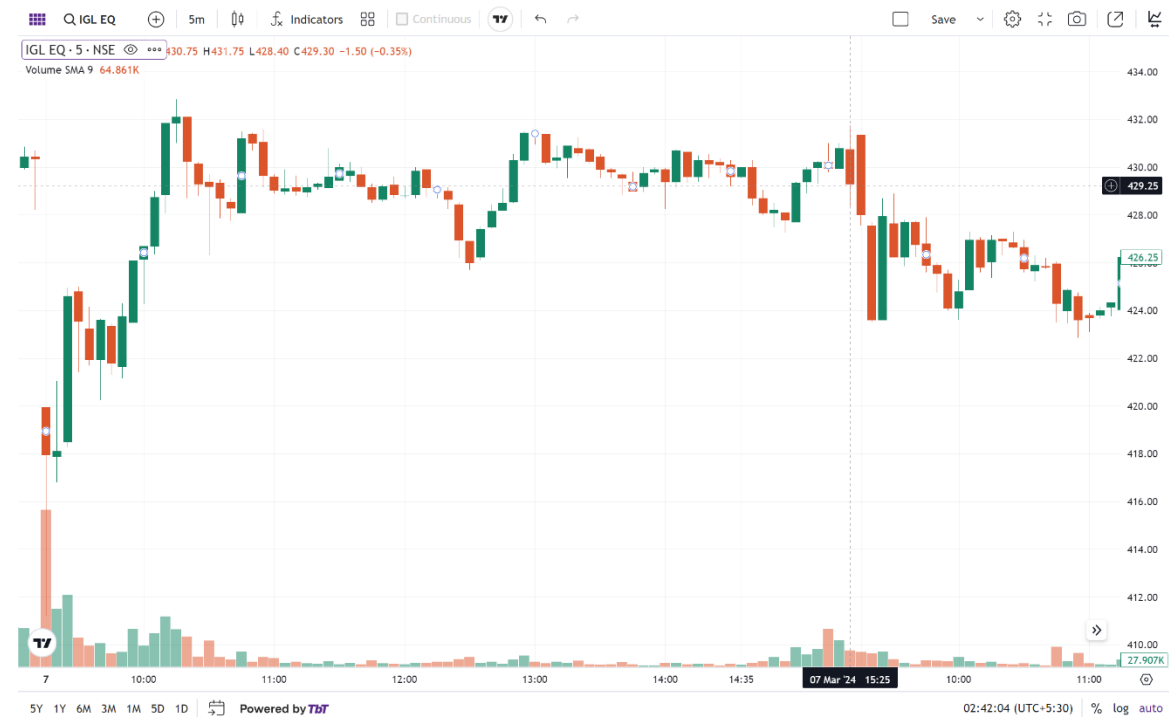 IGL EQ 5m Indicators Continuous Save
IGL EQ · 5 · NSE 430.75 H431.75 L428.40 C429.30 −1.50 (−0.35%)
Volume SMA 9 64.861K
434.00
432.00
430.00
429.25
428.00
426.25
424.00
422.00
420.00
418.00
416.00
414.00
412.00
410.00
27.907K
7 10:00 11:00 12:00 13:00 14:00 14:35 07 Mar '24 15:25 10:00 11:00
5Y 1Y 6M 3M 1M 5D 1D Powered by TbT 02:42:04 (UTC+5:30) % log auto